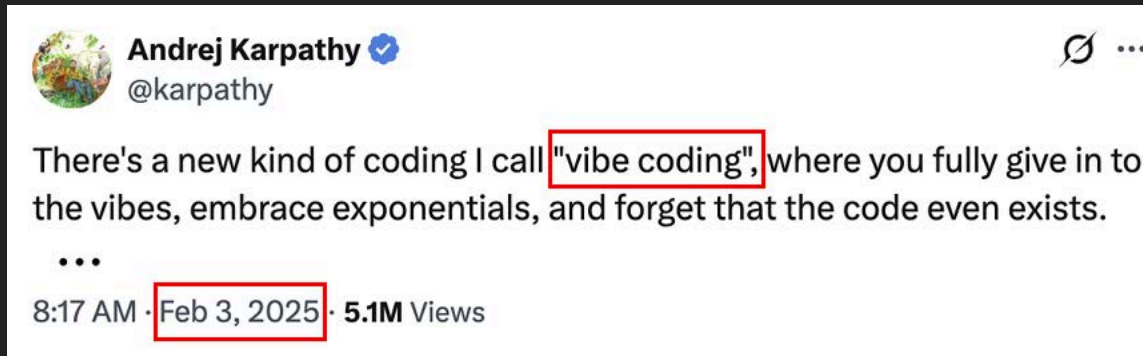 Andrej Karpathy
@karpathy
There's a new kind of coding I call "vibe coding", where you fully give in to
the vibes, embrace exponentials, and forget that the code even exists.
...
8:17 AM · Feb 3, 2025 · 5.1M Views